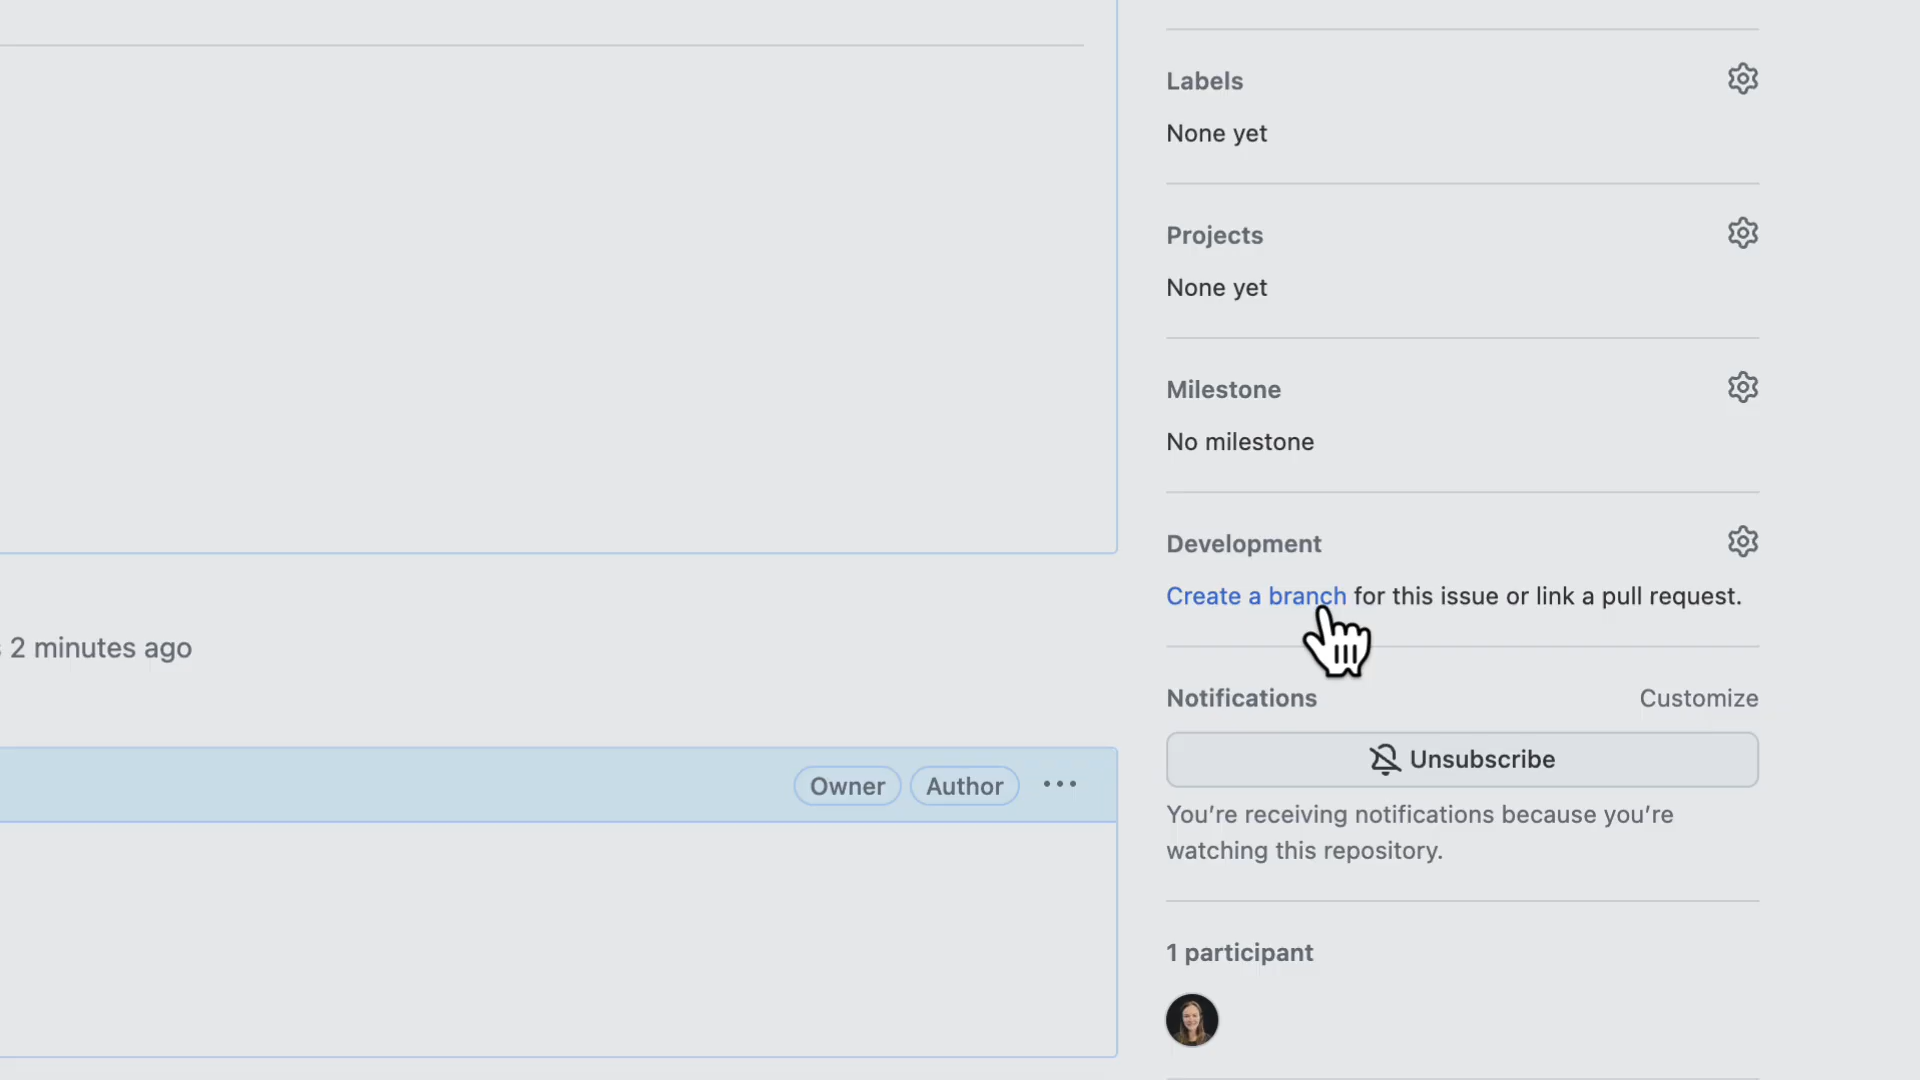 Labels
None yet
Projects
None yet
Milestone
No milestone
Development
Create a branch for this issue or link a pull request.
2 minutes ago
Notifications Customize
Unsubscribe
Owner Author
You’re receiving notifications because you’re
watching this repository.
1 participant